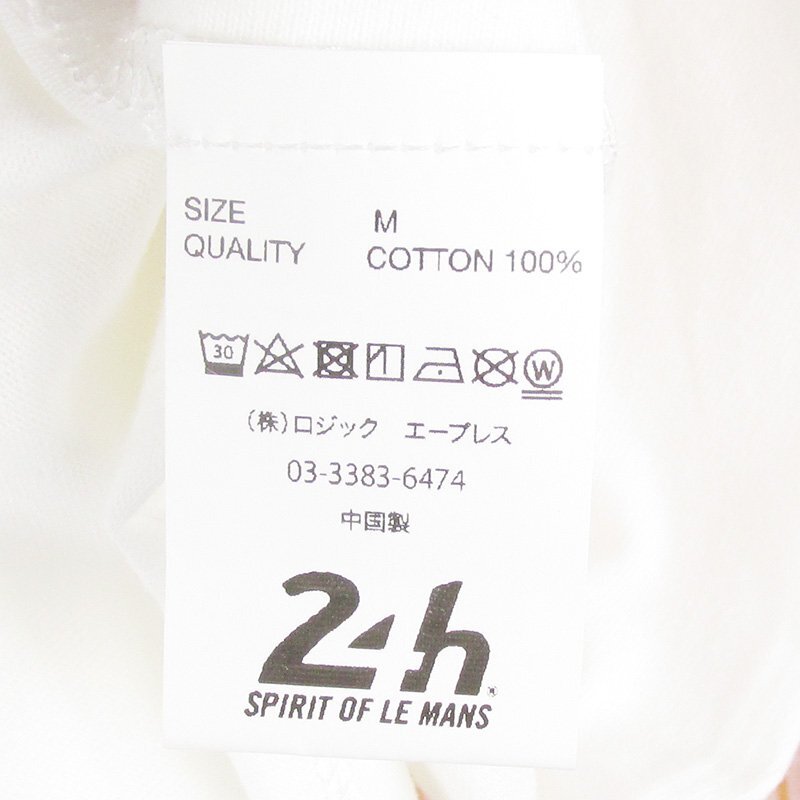 SIZE M
QUALITY COTTON 100%
30 W
(株)ロジック エープレス
03-3383-6474
中国製
24h
SPIRIT OF LE MANS